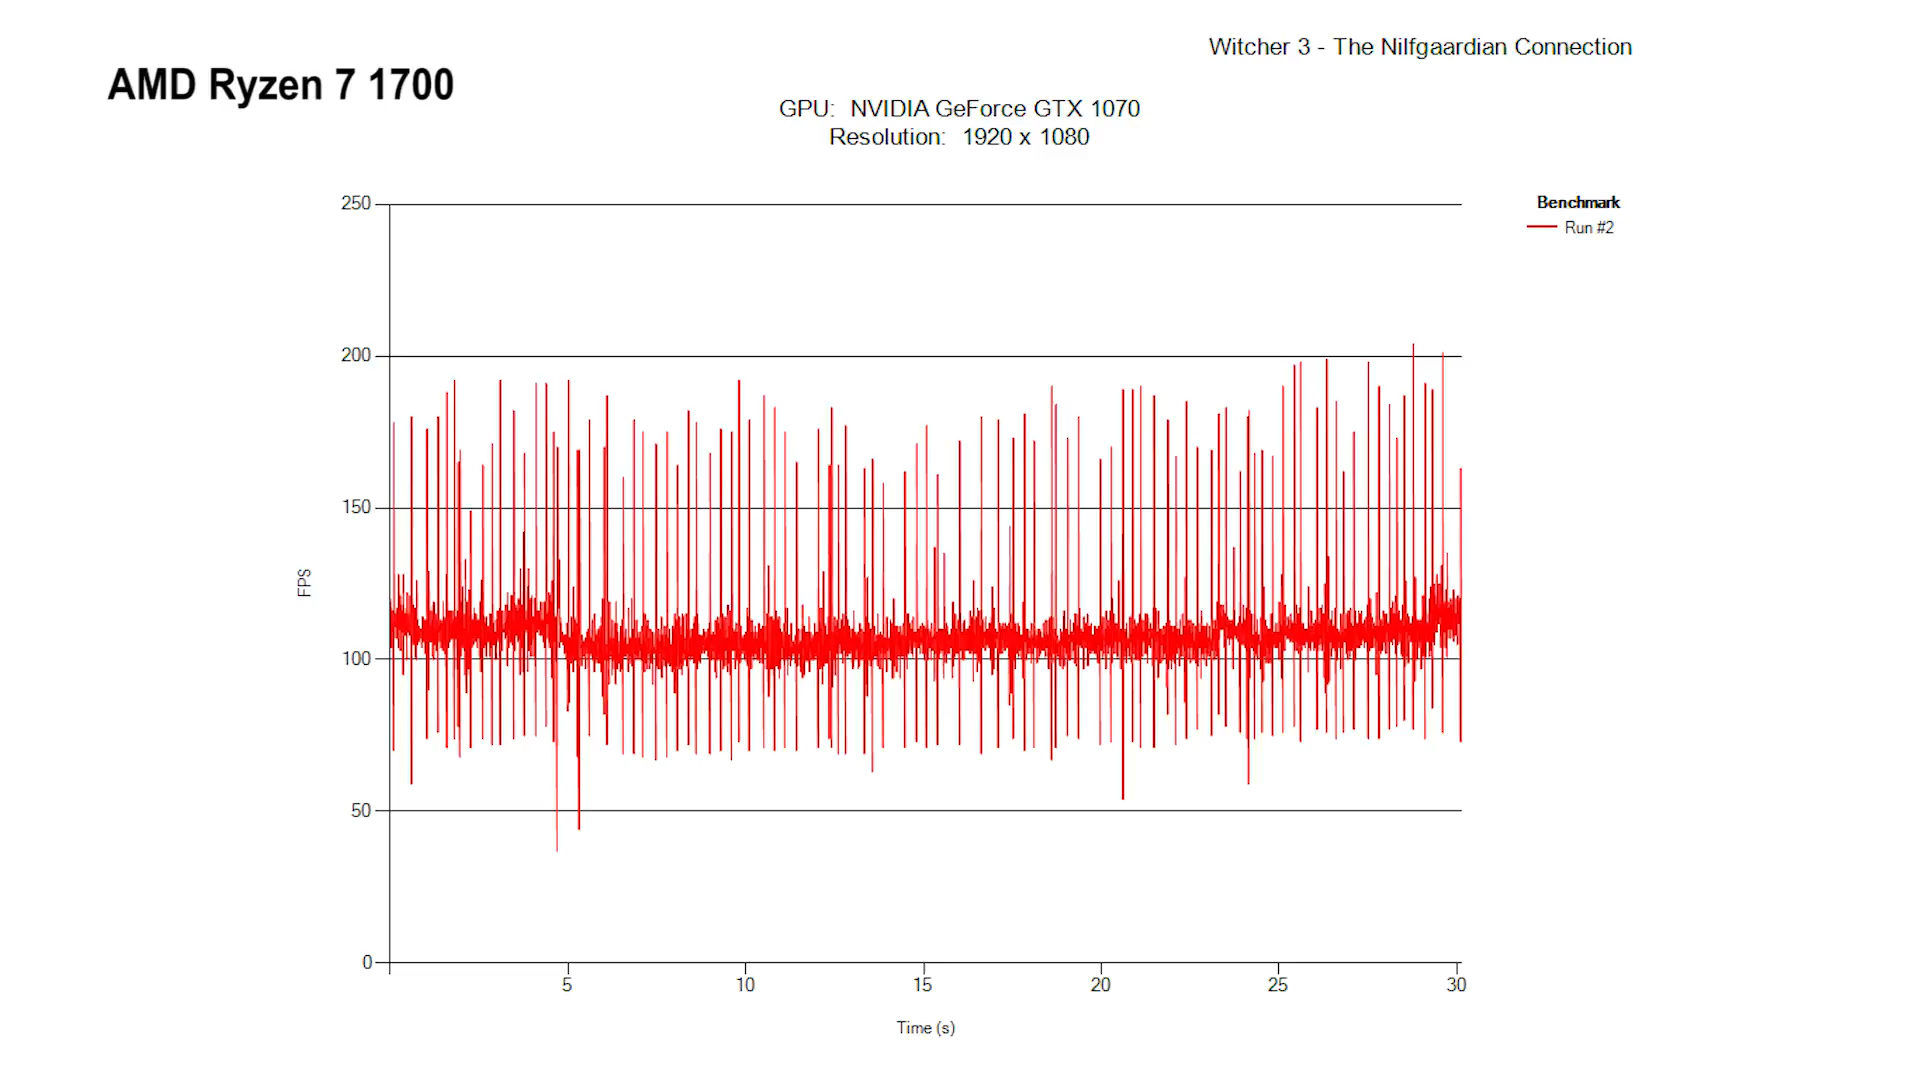 Witcher 3 - The Nilfgaardian Connection
AMD Ryzen 7 1700
GPU:  NVIDIA GeForce GTX 1070
Resolution:  1920 x 1080
Benchmark
Run #2
250
200
150
100
50
0
FPS
5
10
15
20
25
30
Time (s)